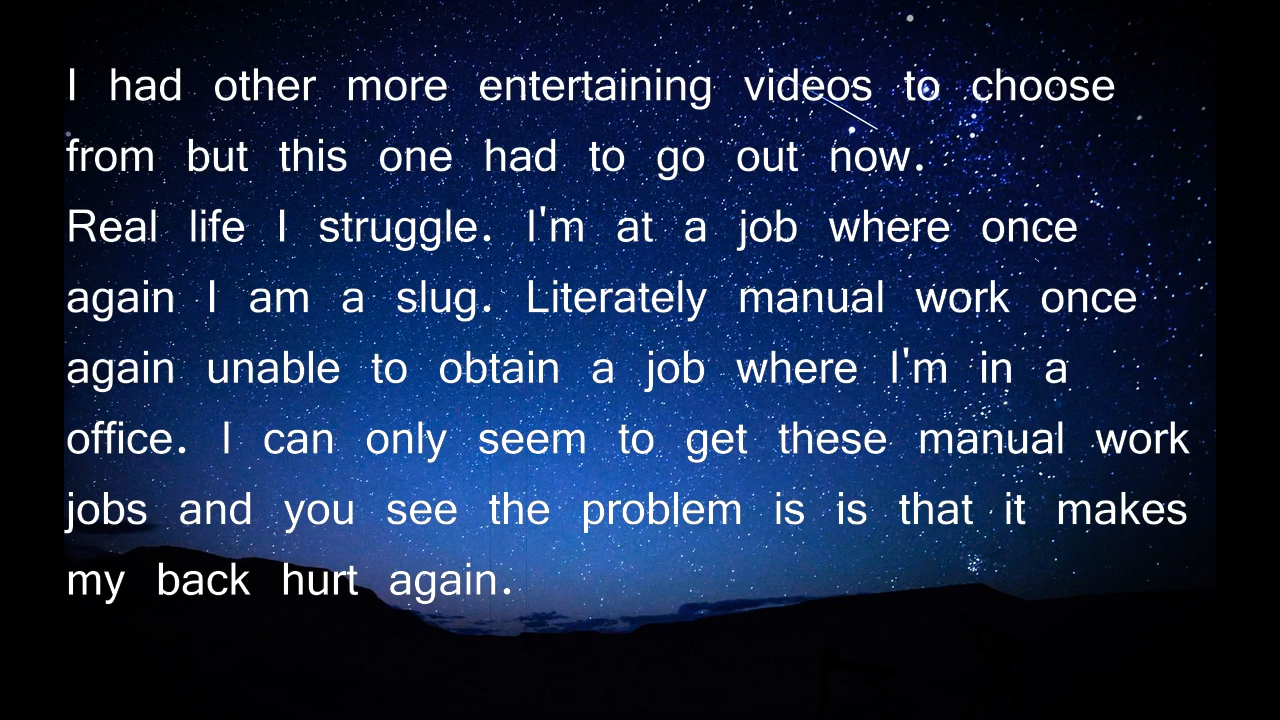 I had other more entertaining videos to choose
from but this one had to go out now.
Real life I struggle. I'm at a job where once
again I am a slug. Literately manual work once
again unable to obtain a job where I'm in a
office. I can only seem to get these manual work
jobs and you see the problem is is that it makes
my back hurt again.